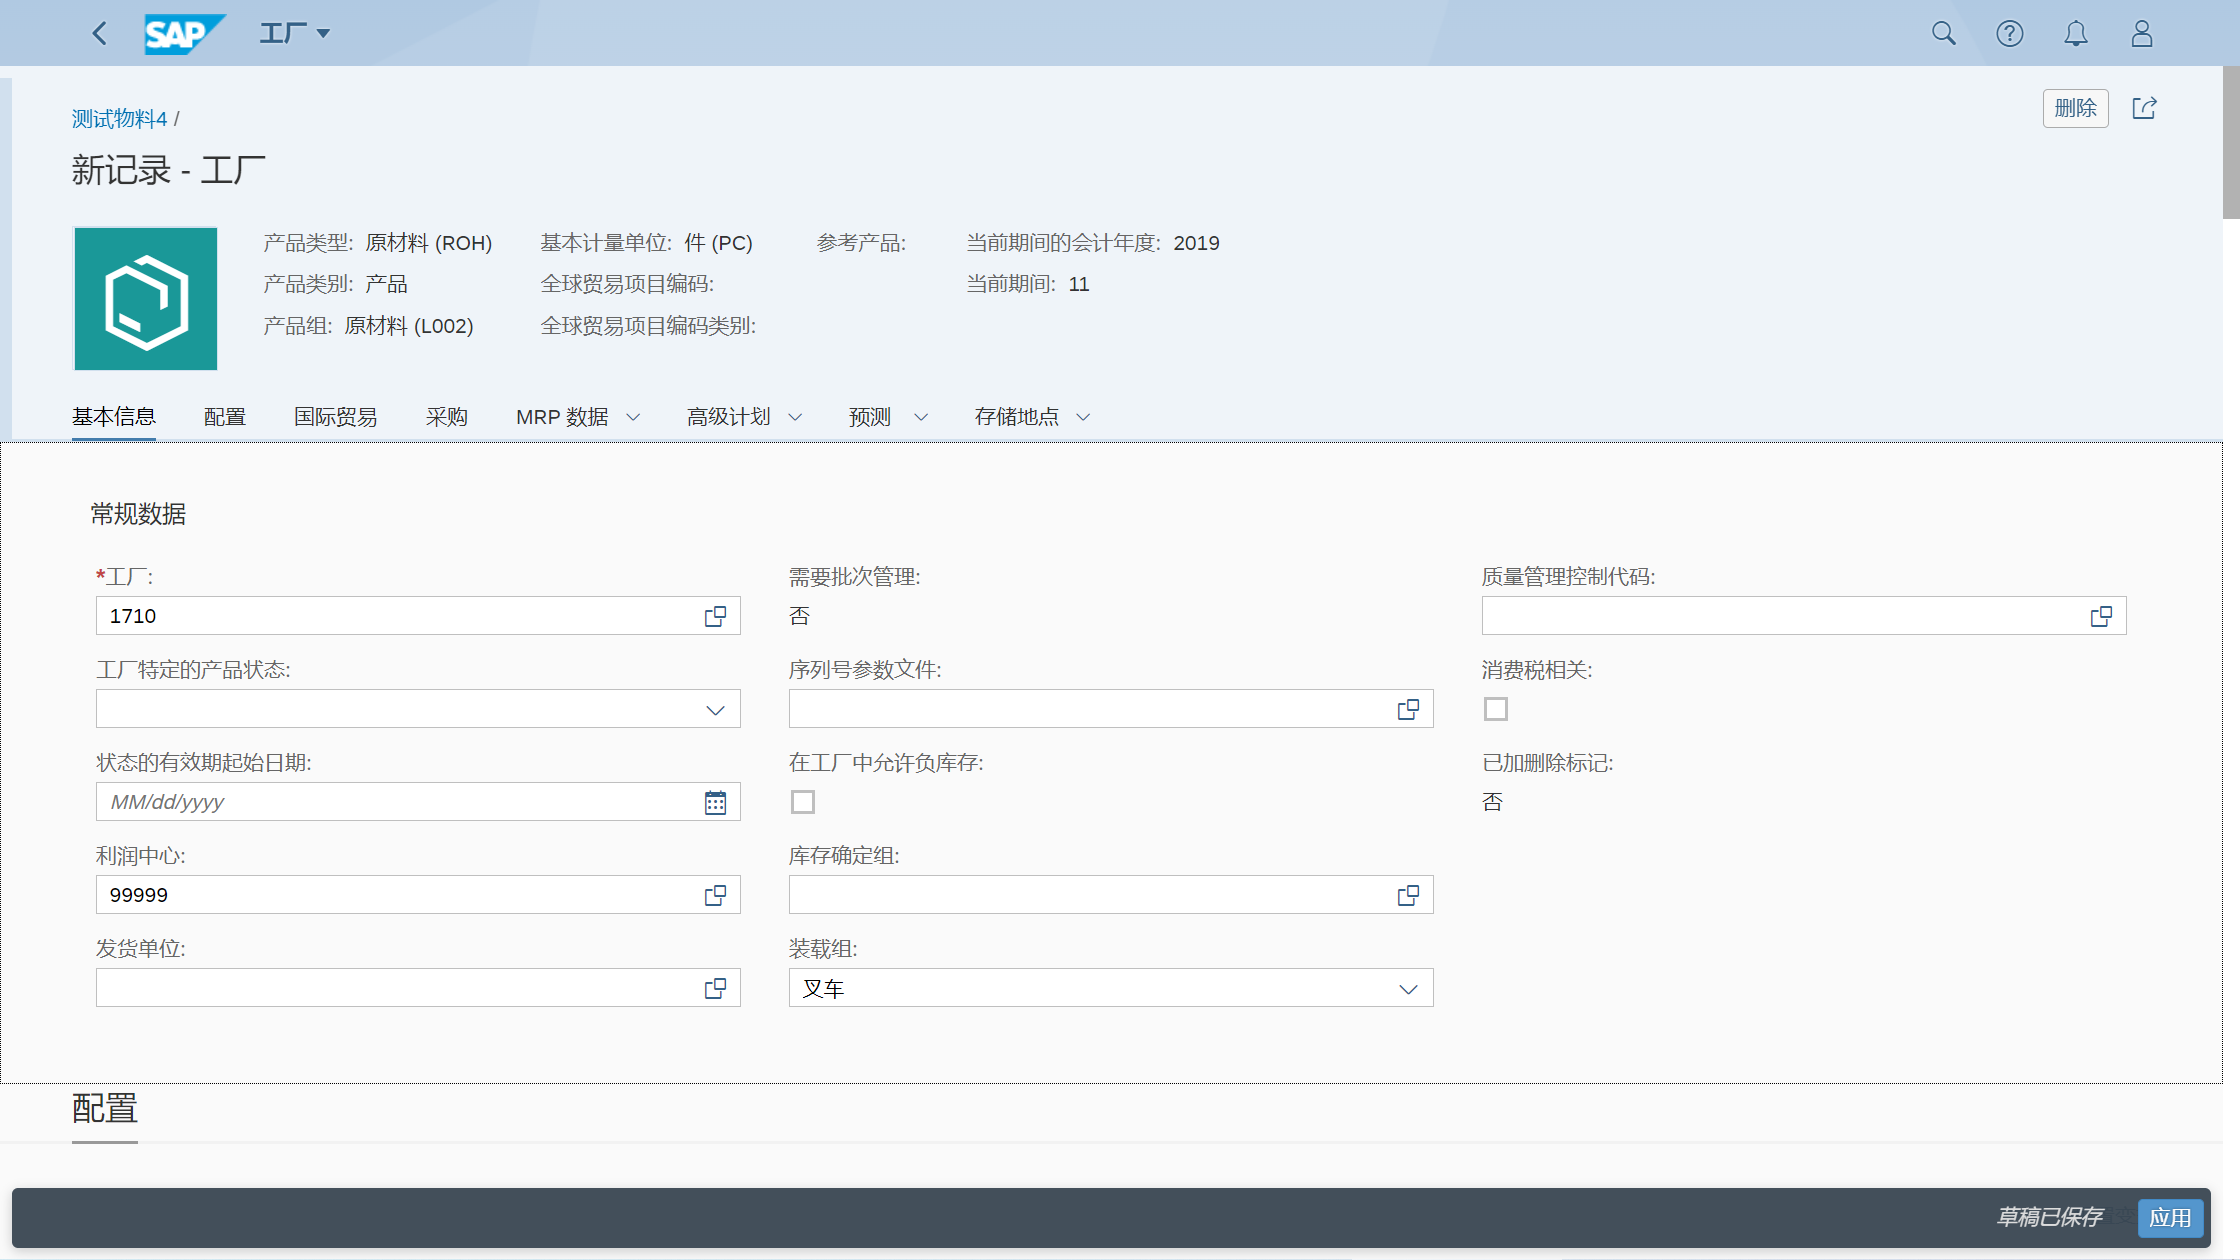 SAP 工厂
测试物料4 /
删除
新记录 - 工厂
产品类型: 原材料 (ROH) 基本计量单位: 件 (PC) 参考产品: 当前期间的会计年度: 2019
产品类别: 产品 全球贸易项目编码: 当前期间: 11
产品组: 原材料 (L002) 全球贸易项目编码类别:
基本信息 配置 国际贸易 采购 MRP 数据 高级计划 预测 存储地点
常规数据
*工厂: 需要批次管理: 质量管理控制代码:
1710 否
工厂特定的产品状态: 序列号参数文件: 消费税相关:
状态的有效期起始日期: 在工厂中允许负库存: 已加删除标记:
MM/dd/yyyy 否
利润中心: 库存确定组:
99999
发货单位: 装载组:
叉车
配置
草稿已保存 应用